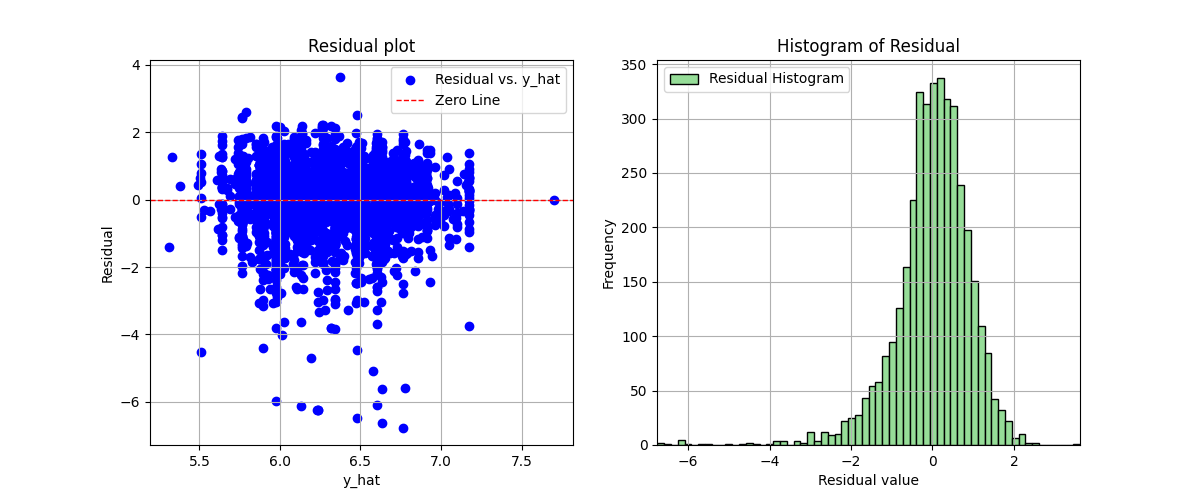 Residual plot
Residual vs. y_hat
Zero Line
4
2
0
−2
−4
−6
Residual
5.5
6.0
6.5
7.0
7.5
y_hat
Histogram of Residual
Residual Histogram
350
300
250
200
150
100
50
0
Frequency
−6
−4
−2
0
2
Residual value